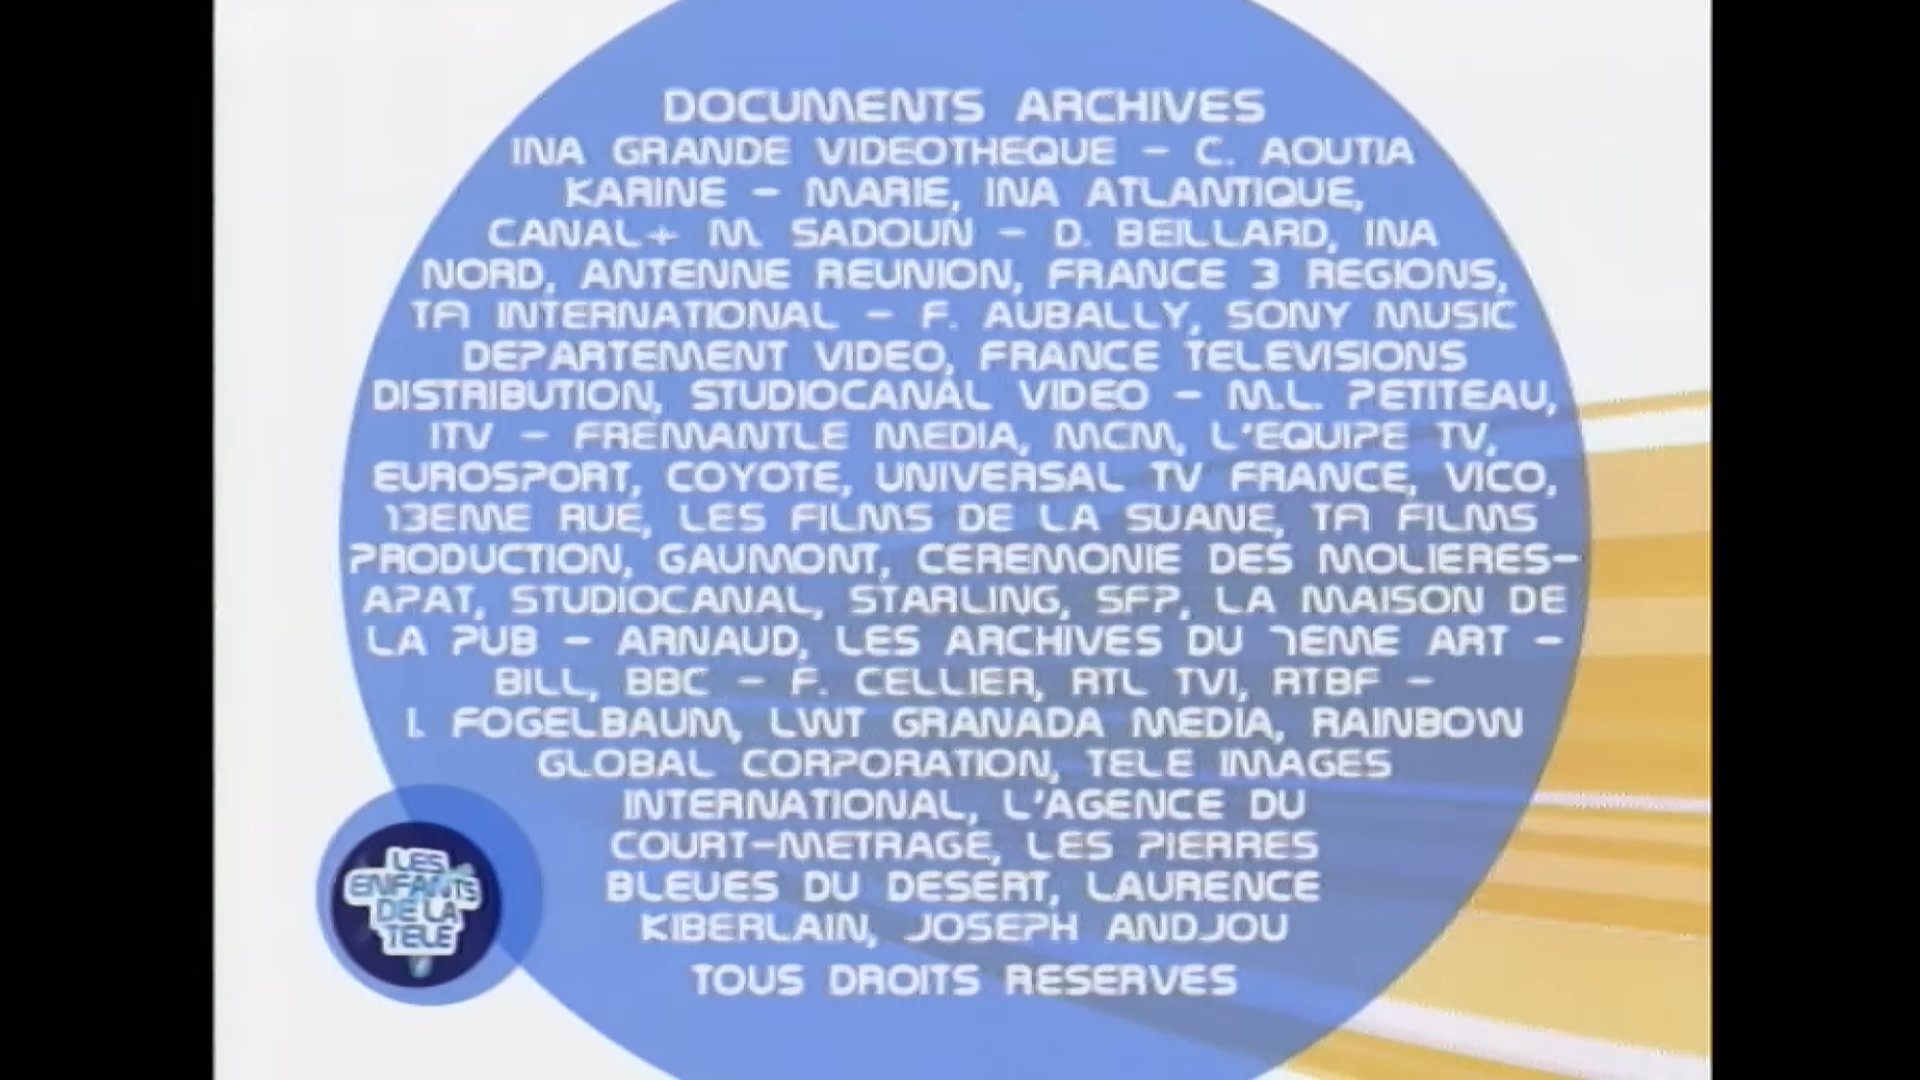 DOCUMENTS ARCHIVES
INA GRANDE VIDEOTHEQUE - C. AOUTIA
KARINE - MARIE, INA ATLANTIQUE,
CANAL+ M. SADOUN - D. BEILLARD, INA
NORD, ANTENNE REUNION, FRANCE 3 REGIONS,
TF1 INTERNATIONAL - F. AUBALLY, SONY MUSIC
DEPARTEMENT VIDEO, FRANCE TELEVISIONS
DISTRIBUTION, STUDIOCANAL VIDEO - M.L. PETITEAU,
ITV - FREMANTLE MEDIA, MCM, L'EQUIPE TV,
EUROSPORT, COYOTE, UNIVERSAL TV FRANCE, VICO,
13EME RUE, LES FILMS DE LA SUANE, TF1 FILMS
PRODUCTION, GAUMONT, CEREMONIE DES MOLIERES-
APAT, STUDIOCANAL, STARLING, SFP, LA MAISON DE
LA PUB - ARNAUD, LES ARCHIVES DU 7EME ART -
BILL, BBC - F. CELLIER, RTL TVI, RTBF -
I. FOGELBAUM, LWT GRANADA MEDIA, RAINBOW
GLOBAL CORPORATION, TELE IMAGES
INTERNATIONAL, L'AGENCE DU
COURT-METRAGE, LES PIERRES
BLEUES DU DESERT, LAURENCE
KIBERLAIN, JOSEPH ANDJOU
TOUS DROITS RESERVES
LES
ENFANTS
DE LA
TELE